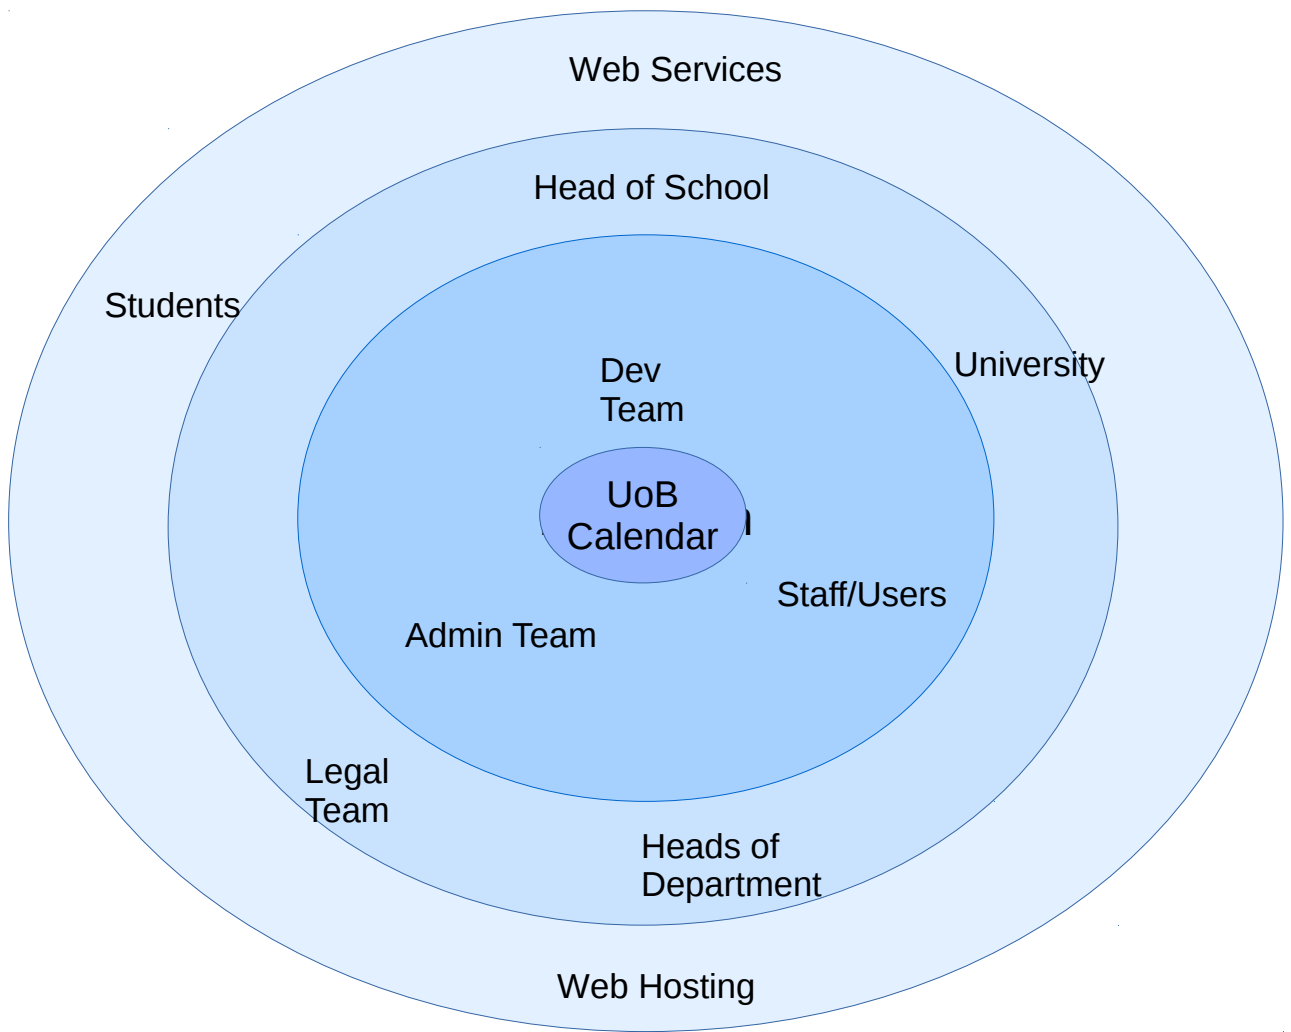 Web Services
Head of School
Students
University
Dev
Team
UoB
Calendar
Staff/Users
Admin Team
Legal
Team
Heads of
Department
Web Hosting